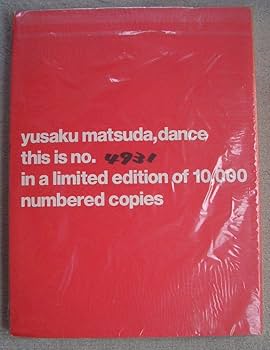 yusaku matsuda,dance
this is no. 4931
in a limited edition of 10,000
numbered copies